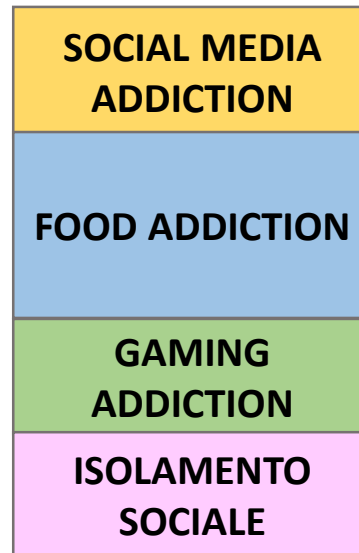 SOCIAL MEDIA
ADDICTION
FOOD ADDICTION
GAMING
ADDICTION
ISOLAMENTO
SOCIALE